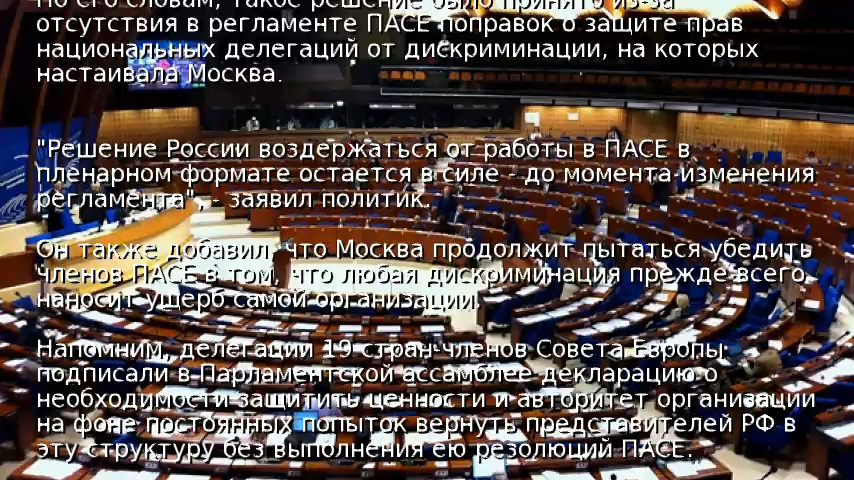 По его словам, такое решение было принято из-за
отсутствия в регламенте ПАСЕ поправок о защите прав
национальных делегаций от дискриминации, на которых
настаивала Москва.
"Решение России воздержаться от работы в ПАСЕ в
пленарном формате остается в силе - до момента изменения
регламента", - заявил политик.
Он также добавил, что Москва продолжит пытаться убедить
членов ПАСЕ в том, что любая дискриминация прежде всего
наносит ущерб самой организации.
Напомним, делегации 19 стран-членов Совета Европы
подписали в Парламентской ассамблее декларацию о
необходимости защитить ценности и авторитет организации
на фоне постоянных попыток вернуть представителей РФ в
эту структуру без выполнения ею резолюций ПАСЕ.